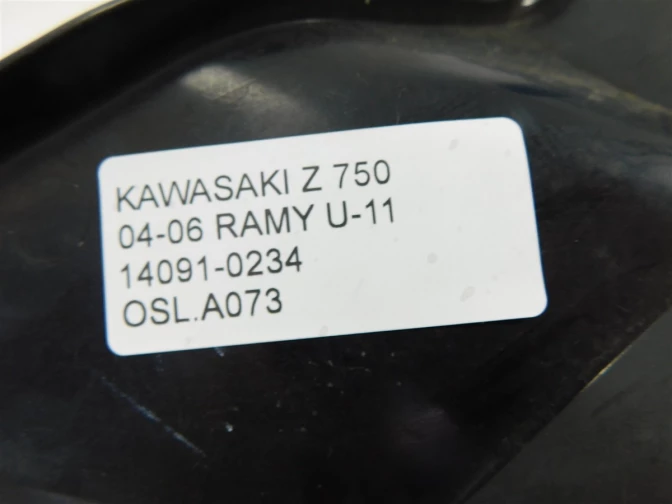 KAWASAKI Z 750
04-06 RAMY U-11
14091-0234
OSL.A073